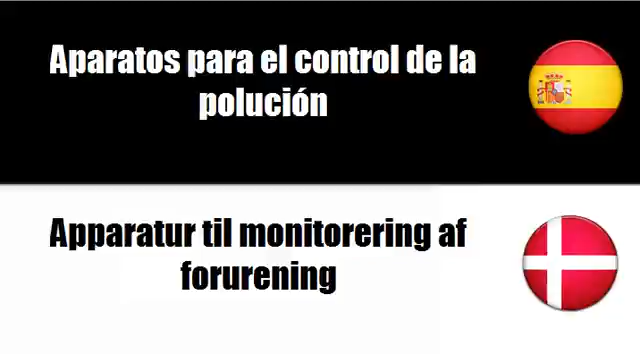 Aparatos para el control de la
polución
Apparatur til monitorering af
forurening